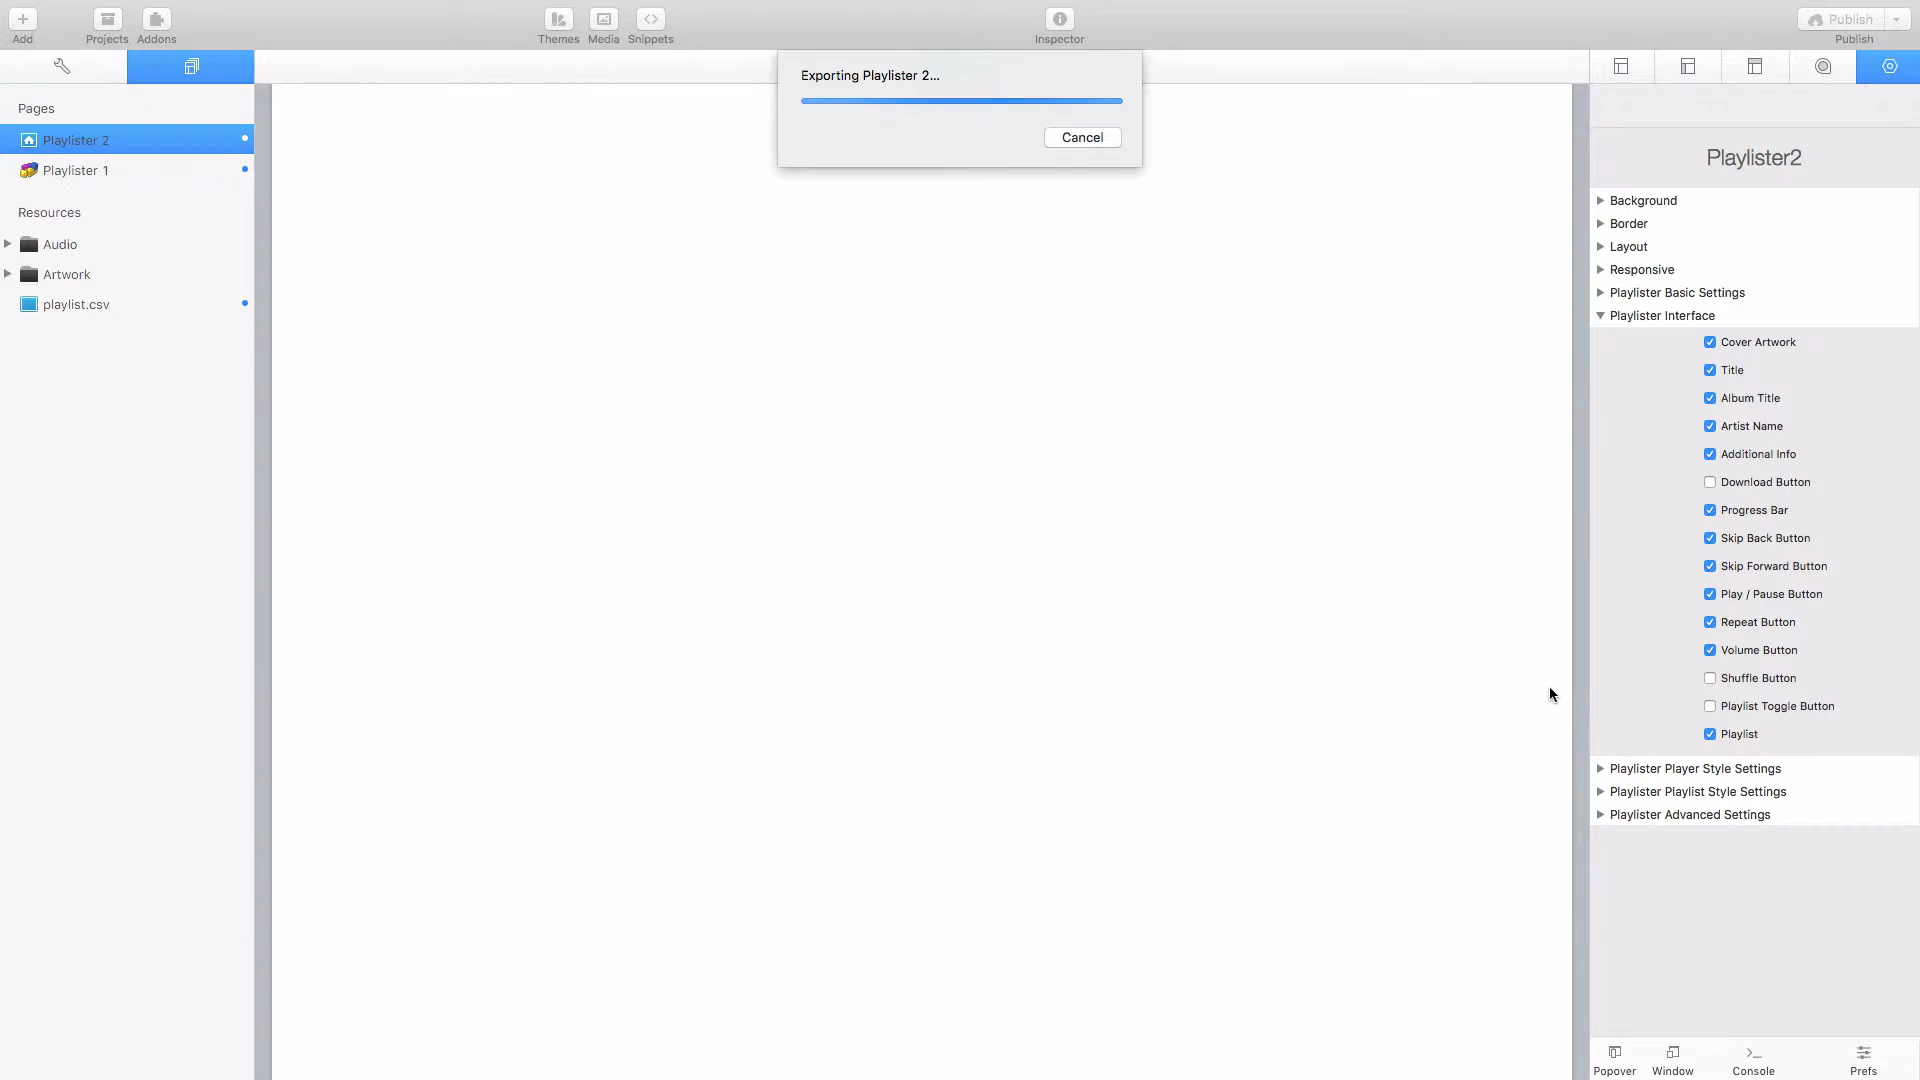 Add
Projects
Addons
Themes
Media
Snippets
Inspector
Publish
Publish
Exporting Playlister 2...
Cancel
Pages
Playlister 2
Playlister 1
Resources
Audio
Artwork
playlist.csv
Playlister2
Background
Border
Layout
Responsive
Playlister Basic Settings
Playlister Interface
Cover Artwork
Title
Album Title
Artist Name
Additional Info
Download Button
Progress Bar
Skip Back Button
Skip Forward Button
Play / Pause Button
Repeat Button
Volume Button
Shuffle Button
Playlist Toggle Button
Playlist
Playlister Player Style Settings
Playlister Playlist Style Settings
Playlister Advanced Settings
Popover
Window
Console
Prefs